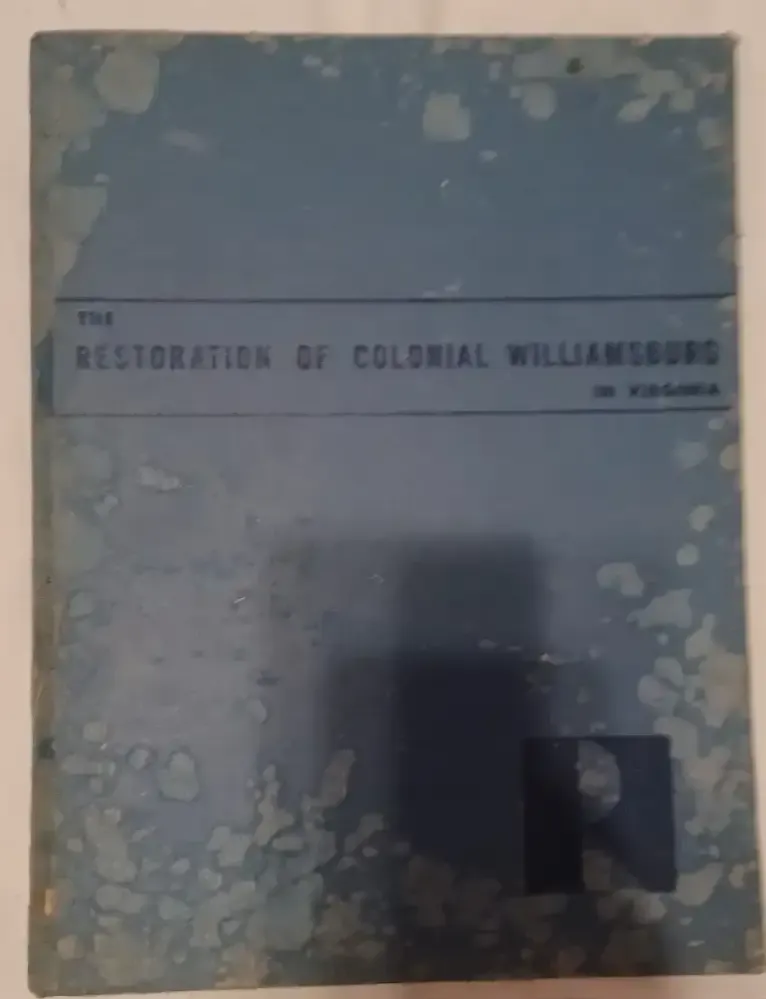 THE
RESTORATION OF COLONIAL WILLIAMSBURG
IN VIRGINIA
R